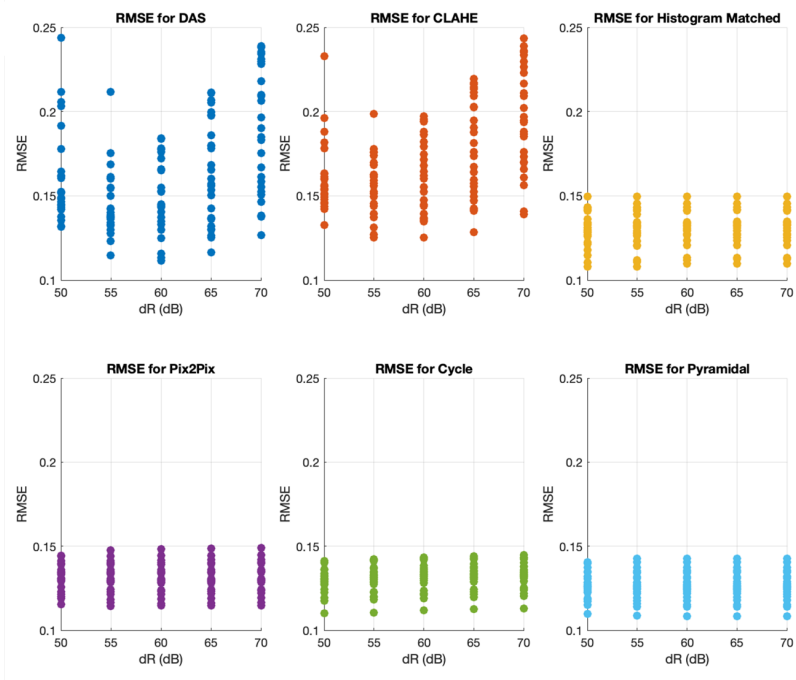 RMSE for DAS
0.25
0.2
0.15
0.1
RMSE
50 55 60 65 70
dR (dB)
RMSE for CLAHE
0.25
0.2
0.15
0.1
RMSE
50 55 60 65 70
dR (dB)
RMSE for Histogram Matched
0.25
0.2
0.15
0.1
RMSE
50 55 60 65 70
dR (dB)
RMSE for Pix2Pix
0.25
0.2
0.15
0.1
RMSE
50 55 60 65 70
dR (dB)
RMSE for Cycle
0.25
0.2
0.15
0.1
RMSE
50 55 60 65 70
dR (dB)
RMSE for Pyramidal
0.25
0.2
0.15
0.1
RMSE
50 55 60 65 70
dR (dB)